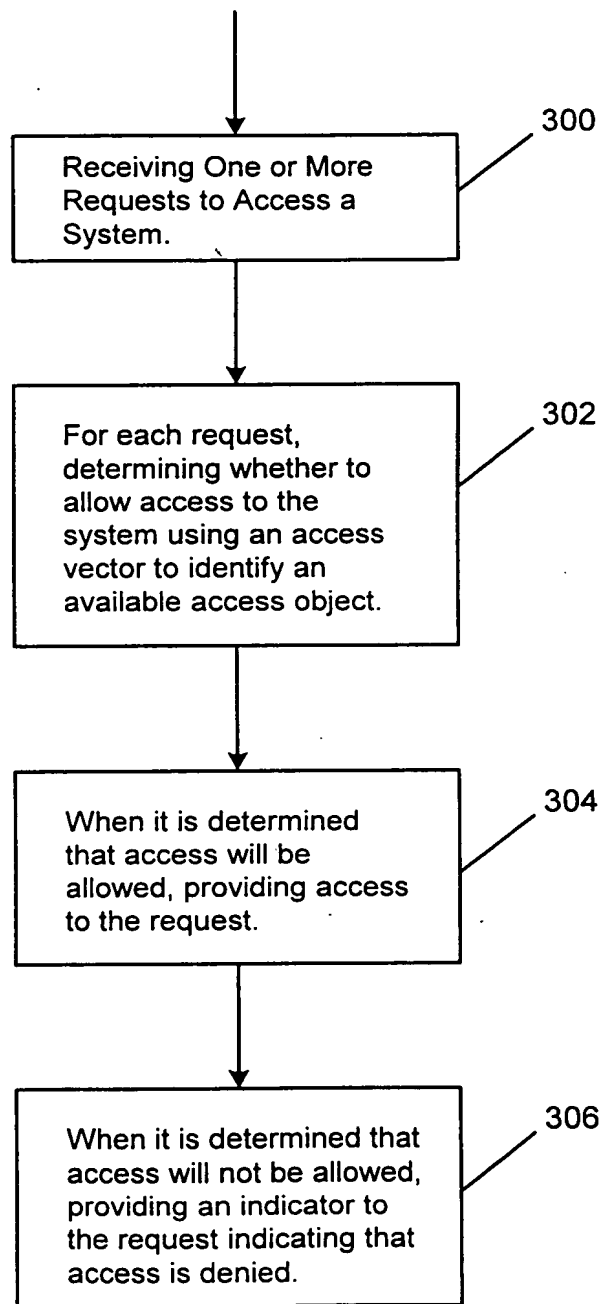 300
Receiving One or More
Requests to Access a
System.
302
For each request,
determining whether to
allow access to the
system using an access
vector to identify an
available access object.
304
When it is determined
that access will be
allowed, providing access
to the request.
306
When it is determined that
access will not be allowed,
providing an indicator to
the request indicating that
access is denied.